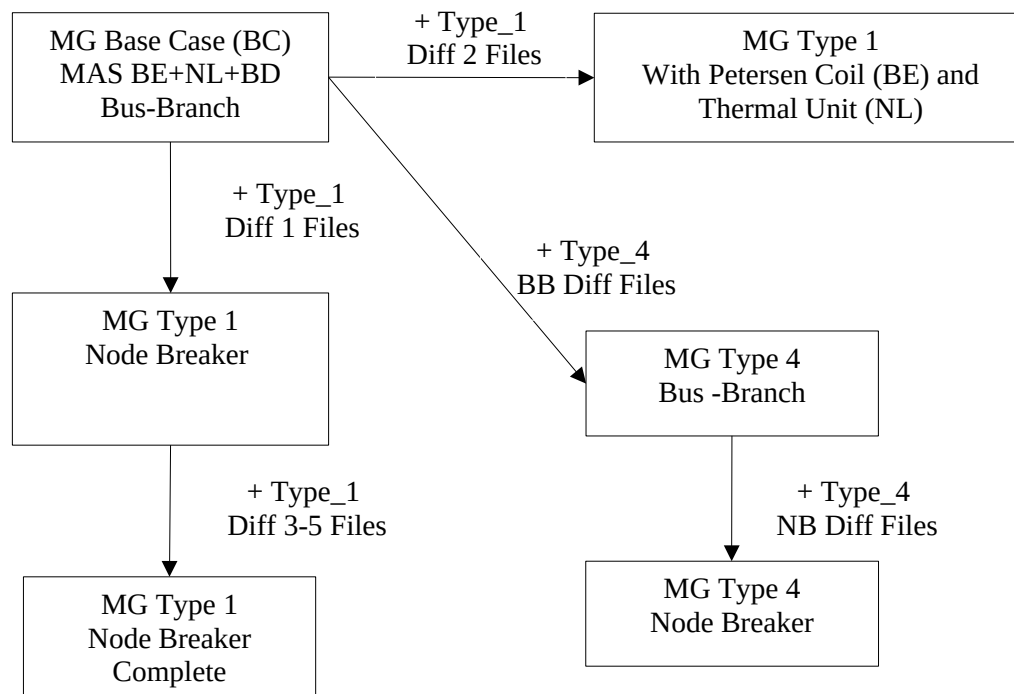 MG Base Case (BC)
MAS BE+NL+BD
Bus-Branch
+ Type_1
Diff 2 Files
MG Type 1
With Petersen Coil (BE) and
Thermal Unit (NL)
+ Type_1
Diff 1 Files
+ Type_4
BB Diff Files
MG Type 1
Node Breaker
MG Type 4
Bus -Branch
+ Type_1
Diff 3-5 Files
+ Type_4
NB Diff Files
MG Type 1
Node Breaker
Complete
MG Type 4
Node Breaker